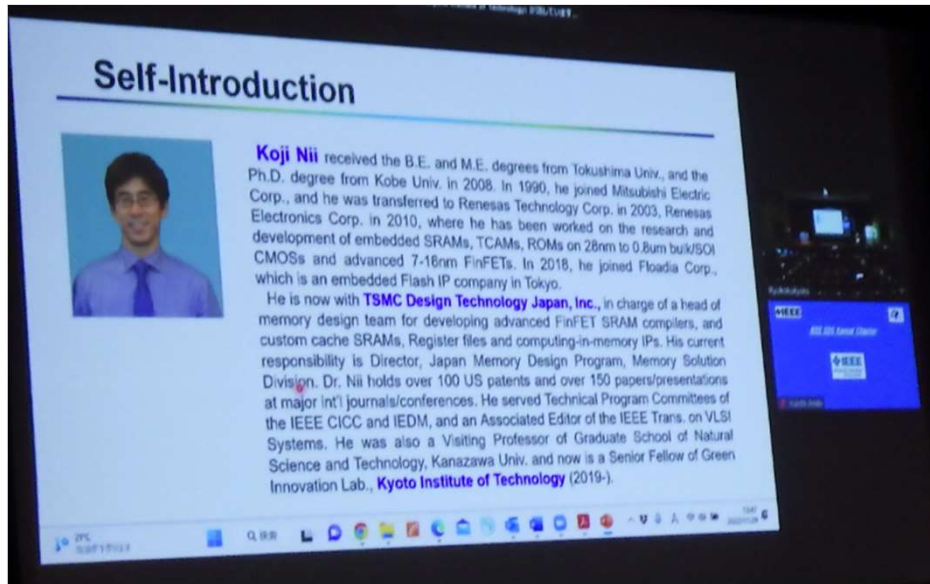 Self-Introduction
Koji Nii received the B.E. and M.E. degrees from Tokushima Univ., and the
Ph.D. degree from Kobe Univ. in 2008. In 1990, he joined Mitsubishi Electric
Corp., and he was transferred to Renesas Technology Corp. in 2003, Renesas
Electronics Corp. in 2010, where he has been worked on the research and
development of embedded SRAMs, TCAMs, ROMs on 28nm to 0.8um bulk/SOI
CMOSs and advanced 7-16nm FinFETs. In 2018, he joined Floadia Corp.,
which is an embedded Flash IP company in Tokyo.
He is now with TSMC Design Technology Japan, Inc., in charge of a head of
memory design team for developing advanced FinFET SRAM compilers, and
custom cache SRAMs, Register files and computing-in-memory IPs. His current
responsibility is Director, Japan Memory Design Program, Memory Solution
Division. Dr. Nii holds over 100 US patents and over 150 papers/presentations
at major int'l journals/conferences. He served Technical Program Committees of
the IEEE CICC and IEDM, and an Associated Editor of the IEEE Trans. on VLSI
Systems. He was also a Visiting Professor of Graduate School of Natural
Science and Technology, Kanazawa Univ. and now is a Senior Fellow of Green
Innovation Lab., Kyoto Institute of Technology (2019-).
IEEE
IEEE
検索